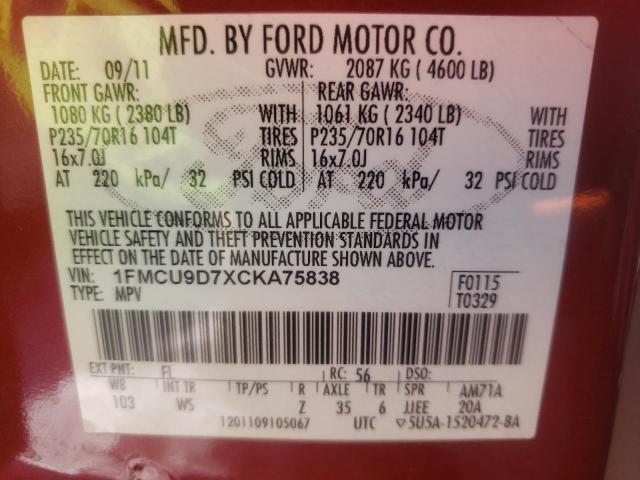 MFD. BY FORD MOTOR CO.
DATE: 09/11 GVWR: 2087 KG ( 4600 LB)
FRONT GAWR: REAR GAWR:
1080 KG ( 2380 LB) WITH 1061 KG ( 2340 LB) WITH
P235/70R16 104T TIRES P235/70R16 104T TIRES
16x7.0J RIMS 16x7.0J RIMS
AT 220 kPa/ 32 PSI COLD AT 220 kPa/ 32 PSI COLD
THIS VEHICLE CONFORMS TO ALL APPLICABLE FEDERAL MOTOR
VEHICLE SAFETY AND THEFT PREVENTION STANDARDS IN
EFFECT ON THE DATE OF MANUFACTURE SHOWN ABOVE.
VIN: 1FMCU9D7XCKA75838 F0115
TYPE: MPV T0329
EXT PNT: FL RC: 56 DSO:
WB INT TR TP/PS R AXLE TR SPR AM71A
103 WS Z 35 6 JJEE 20A
1201109105067 UTC ▽5U5A-1520472-BA